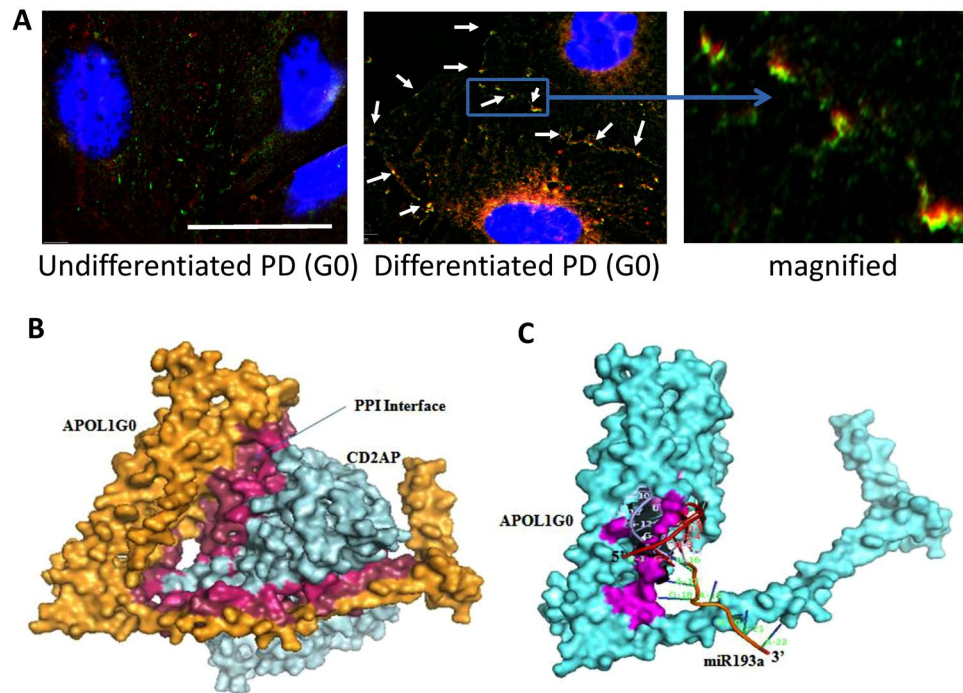 A
Undifferentiated PD (G0)
Differentiated PD (G0)
magnified
B
APOL1G0
PPI Interface
CD2AP
C
APOL1G0
5'
miR193a
3'